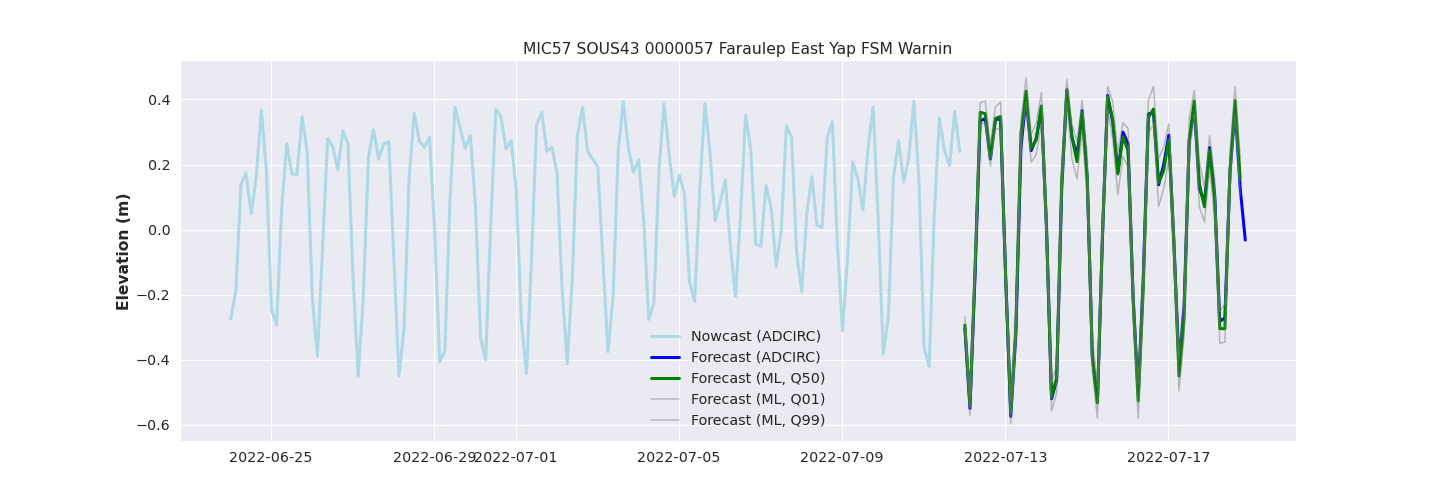 MIC57 SOUS43 0000057 Faraulep East Yap FSM Warnin
Elevation (m)
0.4
0.2
0.0
−0.2
−0.4
−0.6
Nowcast (ADCIRC)
Forecast (ADCIRC)
Forecast (ML, Q50)
Forecast (ML, Q01)
Forecast (ML, Q99)
2022-06-25 2022-06-29 2022-07-01 2022-07-05 2022-07-09 2022-07-13 2022-07-17